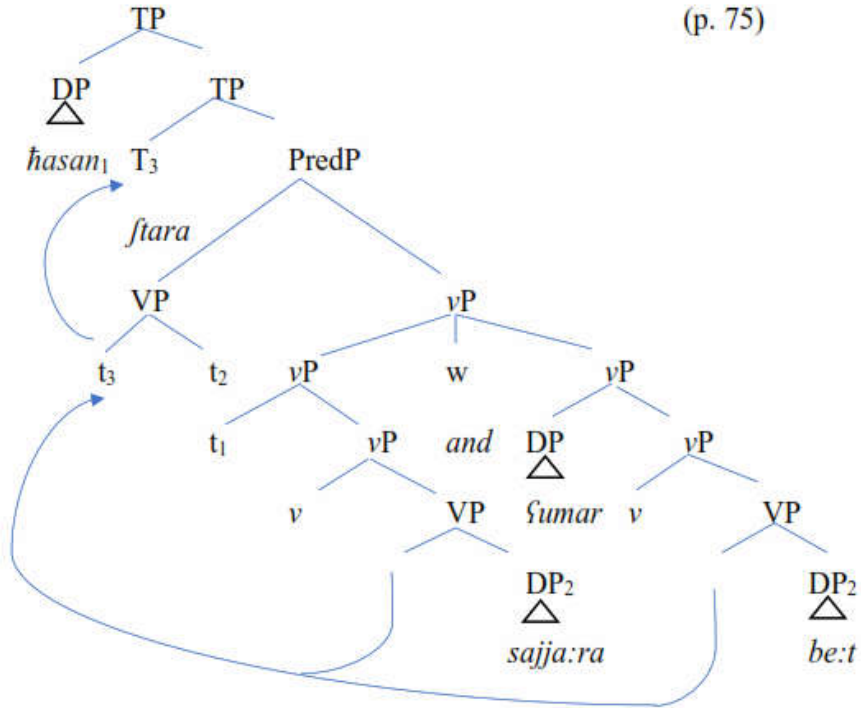 TP (p. 75)
DP TP
ħasan₁ T₃ PredP
ʃtara
VP vP
t₃ t₂ vP w vP
t₁ vP and DP vP
v VP ʕumar v VP
DP₂ DP₂
sajja:ra be:t